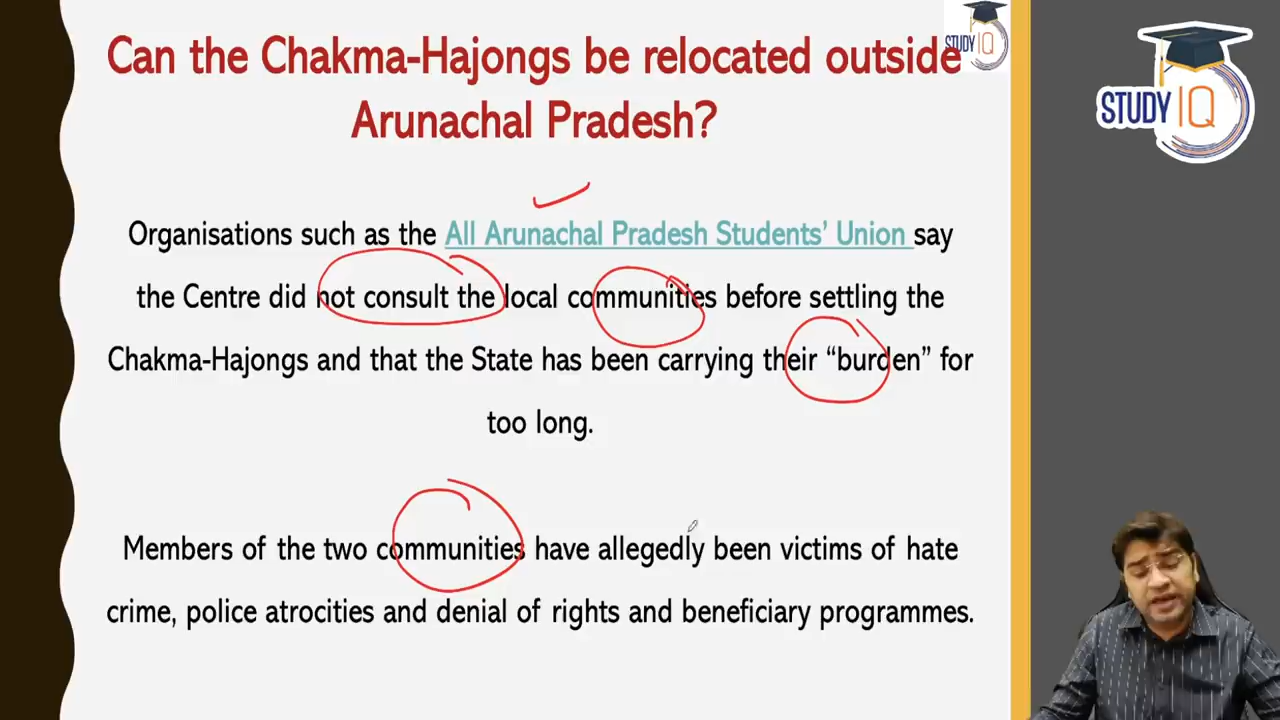 STUDY IQ
Can the Chakma-Hajongs be relocated outside
Arunachal Pradesh?
STUDY IQ
Organisations such as the All Arunachal Pradesh Students’ Union say
the Centre did not consult the local communities before settling the
Chakma-Hajongs and that the State has been carrying their “burden” for
too long.
Members of the two communities have allegedly been victims of hate
crime, police atrocities and denial of rights and beneficiary programmes.